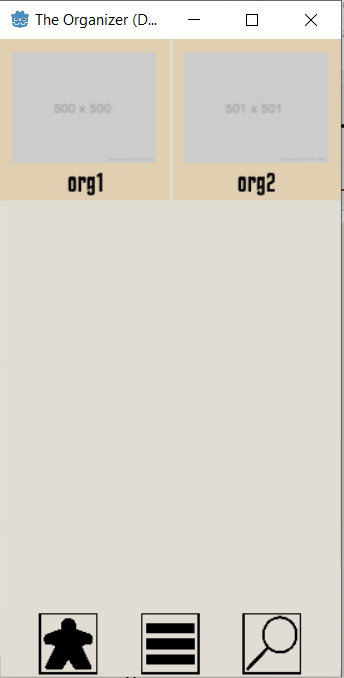 The Organizer (D...
500 x 500
501 x 501
org1
org2